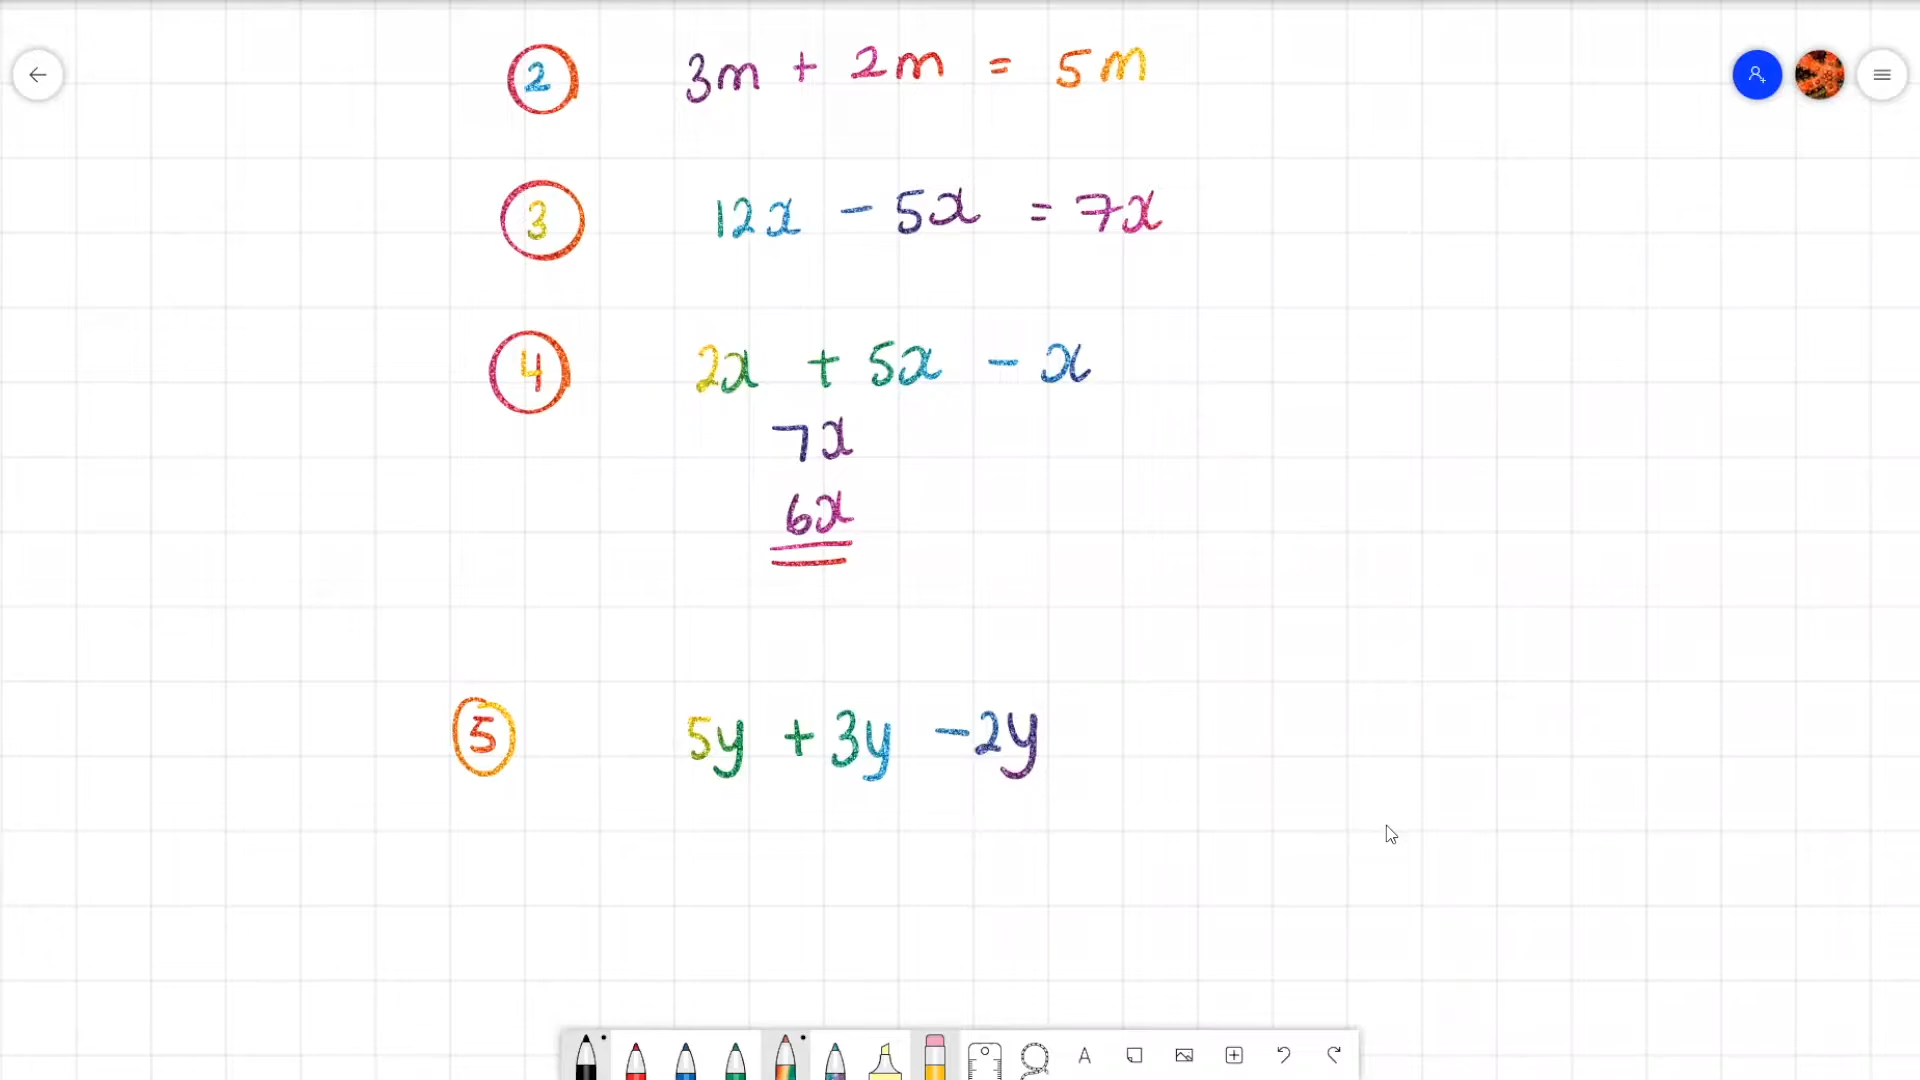 ② 3m + 2m = 5m
③ 12x - 5x = 7x
④ 2x + 5x - x
7x
6x
⑤ 5y + 3y - 2y
A